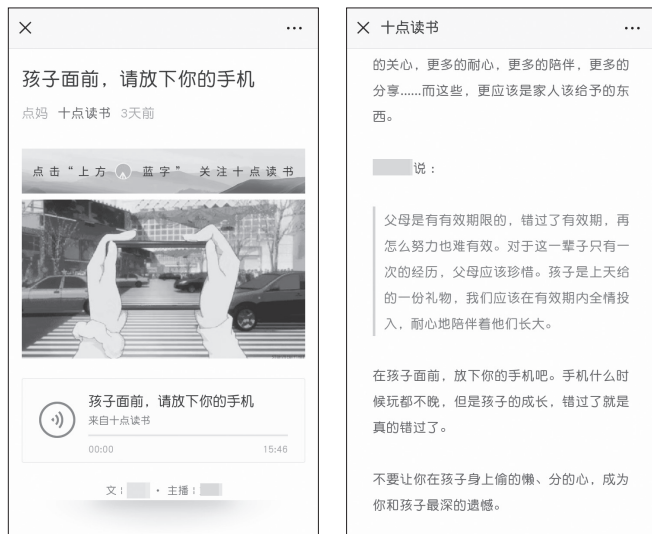 孩子面前，请放下你的手机
点妈 十点读书 3天前
点击“上方 蓝字” 关注十点读书
孩子面前，请放下你的手机
来自十点读书
00:00 15:46
文： · 主播：
十点读书
的关心，更多的耐心，更多的陪伴，更多的
分享......而这些，更应该是家人该给予的东
西。
说：
父母是有有效期限的，错过了有效期，再
怎么努力也难有效。对于这一辈子只有一
次的经历，父母应该珍惜。孩子是上天给
的一份礼物，我们应该在有效期内全情投
入，耐心地陪伴着他们长大。
在孩子面前，放下你的手机吧。手机什么时
候玩都不晚，但是孩子的成长，错过了就是
真的错过了。
不要让你在孩子身上偷的懒、分的心，成为
你和孩子最深的遗憾。